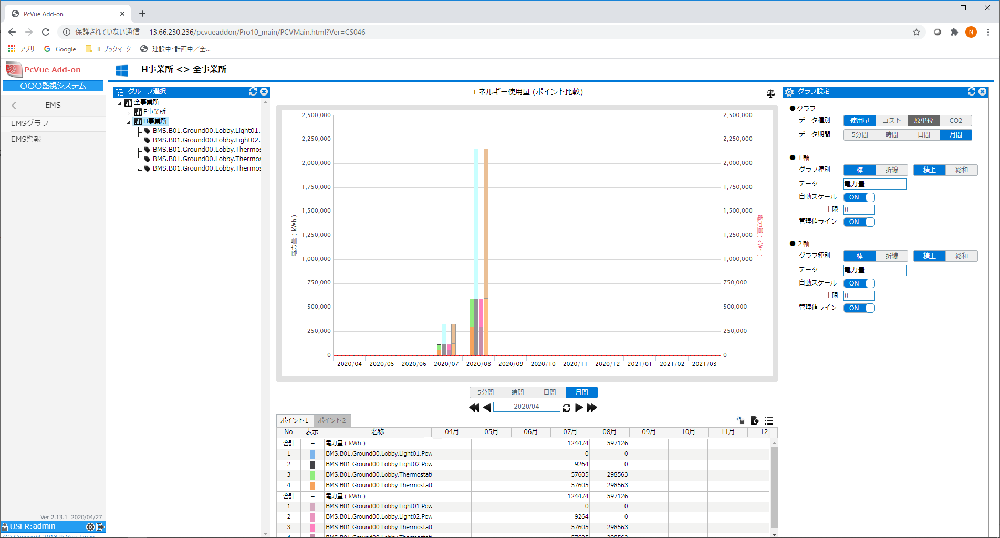 PcVue Add-on
保護されていない通信 | 13.66.230.236/pcvueaddon/Pro10_main/PCVMain.html?Ver=CS046
N
アプリ Google IE ブックマーク 建設中・計画中／全...
PcVue Add-on
〇〇〇監視システム
EMS
EMSグラフ
EMS警報
Ver 2.13.1 2020/04/27
USER:admin
(C) Copyright 2018 PcVue Japan
H事業所 <> 全事業所
グループ選択
全事業所
F事業所
H事業所
BMS.B01.Ground00.Lobby.Light01.
BMS.B01.Ground00.Lobby.Light02.
BMS.B01.Ground00.Lobby.Thermos
BMS.B01.Ground00.Lobby.Thermos
BMS.B01.Ground00.Lobby.Thermos
エネルギー使用量 (ポイント比較)
2,500,000 2,500,000
2,250,000 2,250,000
2,000,000 2,000,000
1,750,000 1,750,000
1,500,000 1,500,000
1,250,000 1,250,000
1,000,000 1,000,000
750,000 750,000
500,000 500,000
250,000 250,000
0 0
電力量 ( kWh )
電力量 ( kWh )
2020/04 2020/05 2020/06 2020/07 2020/08 2020/09 2020/10 2020/11 2020/12 2021/01 2021/02 2021/03
5分間 時間 日間 月間
2020/04
ポイント1 ポイント2
No 表示 名称 04月 05月 06月 07月 08月 09月 10月 11月 12
合計 – 電力量 ( kWh ) 124474 597126
1 BMS.B01.Ground00.Lobby.Light01.Pow 0 0
2 BMS.B01.Ground00.Lobby.Light02.Pow 9264 0
3 BMS.B01.Ground00.Lobby.Thermostat 57605 298563
4 BMS.B01.Ground00.Lobby.Thermostat 57605 298563
合計 – 電力量 ( kWh ) 124474 597126
1 BMS.B01.Ground00.Lobby.Light01.Pow 0 0
2 BMS.B01.Ground00.Lobby.Light02.Pow 9264 0
3 BMS.B01.Ground00.Lobby.Thermostat 57605 298563
4 BMS.B01.Ground00.Lobby.Thermostat 57605 298563
グラフ設定
●グラフ
データ種別 使用量 コスト 原単位 CO2
データ期間 5分間 時間 日間 月間
● 1 軸
グラフ種別 棒 折線 積上 総和
データ 電力量
自動スケール ON
上限 0
管理値ライン ON
● 2 軸
グラフ種別 棒 折線 積上 総和
データ 電力量
自動スケール ON
上限 0
管理値ライン ON